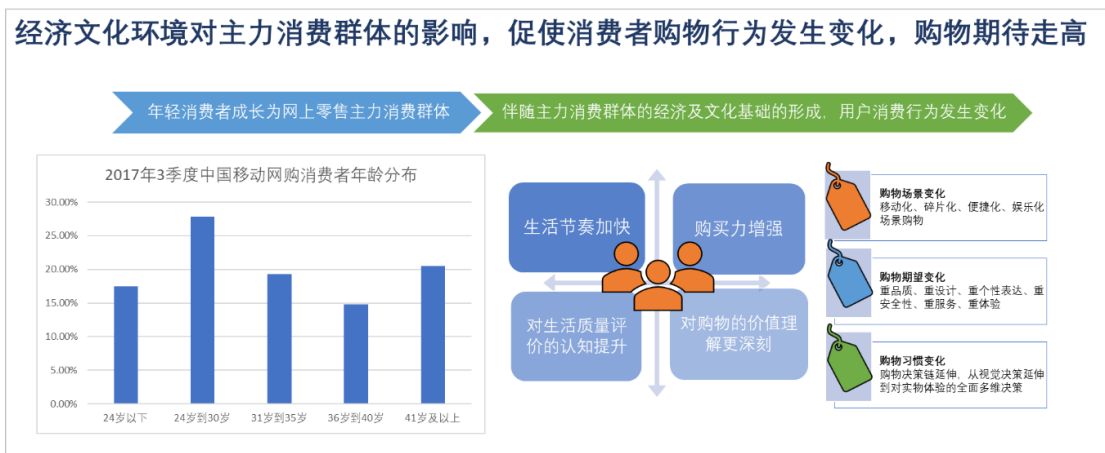 经济文化环境对主力消费群体的影响，促使消费者购物行为发生变化，购物期待走高
年轻消费者成长为网上零售主力消费群体
伴随主力消费群体的经济及文化基础的形成，用户消费行为发生变化
2017年3季度中国移动网购消费者年龄分布
30.00%
25.00%
20.00%
15.00%
10.00%
5.00%
0.00%
24岁以下
24岁到30岁
31岁到35岁
36岁到40岁
41岁及以上
生活节奏加快
购买力增强
对生活质量评
价的认知提升
对购物的价值理
解更深刻
购物场景变化
移动化、碎片化、便捷化、娱乐化
场景购物
购物期望变化
重品质、重设计、重个性表达、重
安全性、重服务、重体验
购物习惯变化
购物决策链延伸，从视觉决策延伸
到对实物体验的全面多维决策